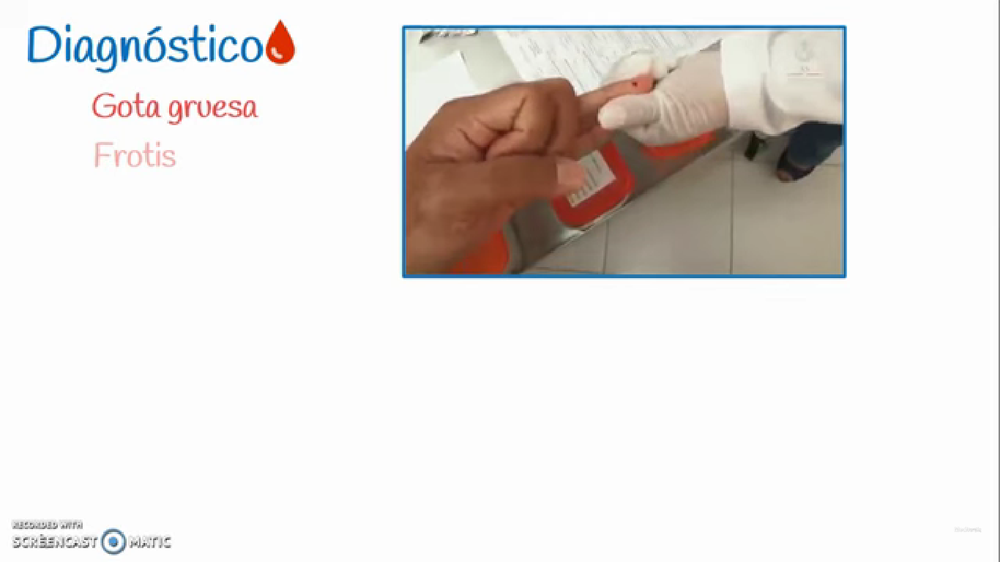 Diagnóstico
Gota gruesa
Frotis
RECORDED WITH
SCREENCAST MATIC